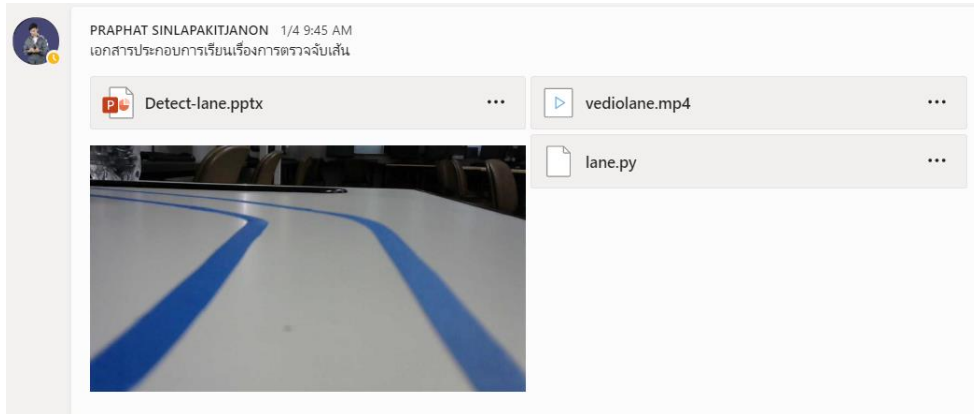 PRAPHAT SINLAPAKITJANON 1/4 9:45 AM
เอกสารประกอบการเรียนเรื่องการตรวจจับเส้น
Detect-lane.pptx
vediolane.mp4
lane.py